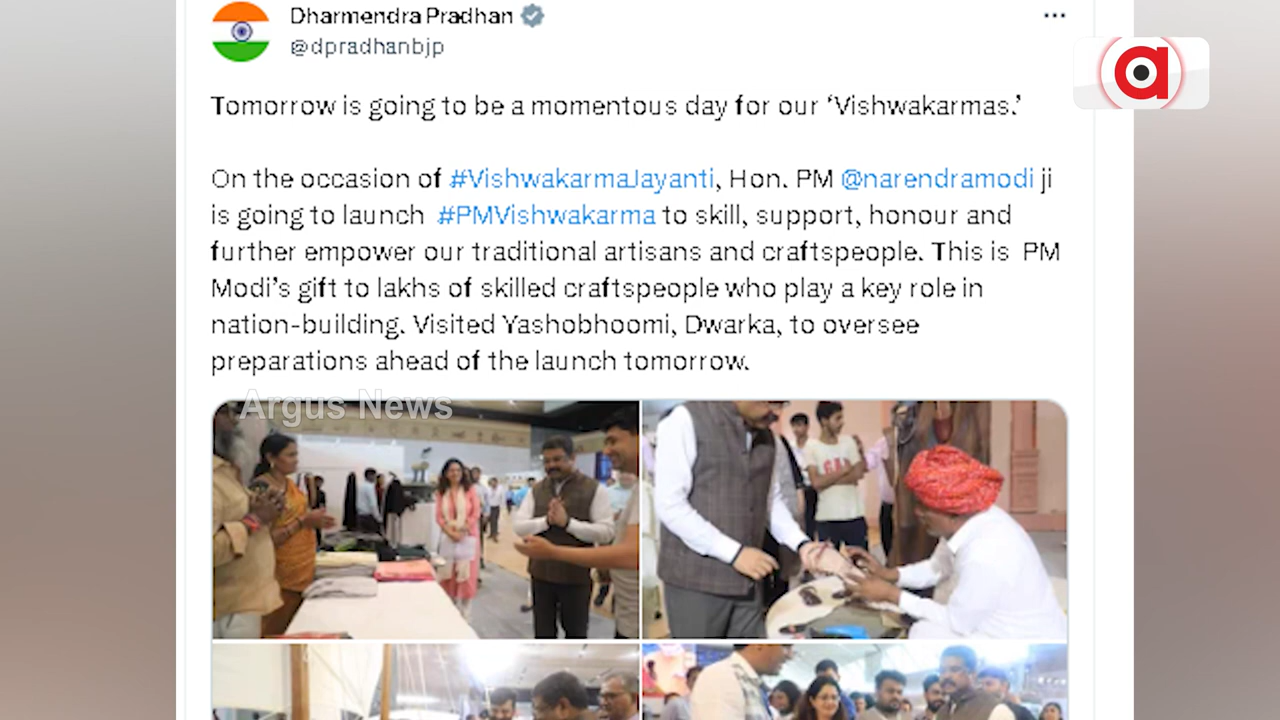 Dharmendra Pradhan
@dpradhanbjp
Tomorrow is going to be a momentous day for our ‘Vishwakarmas.’
On the occasion of #VishwakarmaJayanti, Hon. PM @narendramodi ji
is going to launch #PMVishwakarma to skill, support, honour and
further empower our traditional artisans and craftspeople. This is PM
Modi’s gift to lakhs of skilled craftspeople who play a key role in
nation-building. Visited Yashobhoomi, Dwarka, to oversee
preparations ahead of the launch tomorrow.
Argus News
a